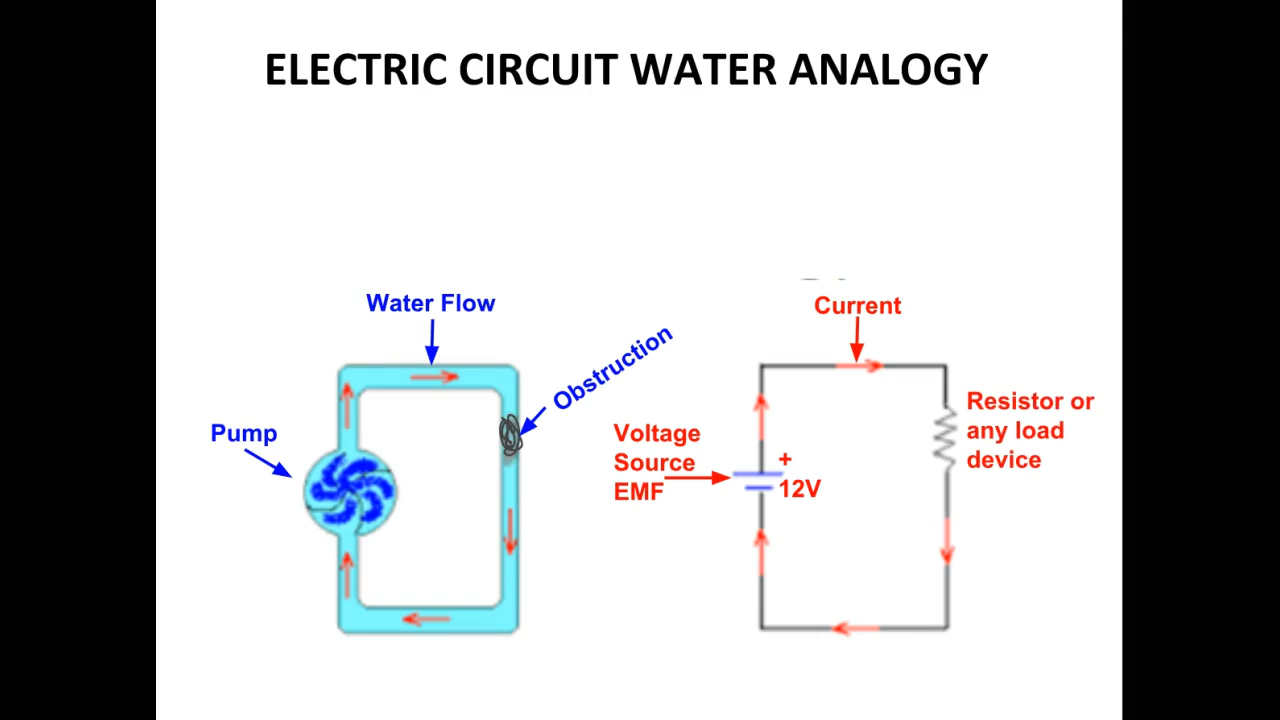 ELECTRIC CIRCUIT WATER ANALOGY
Water Flow
Obstruction
Pump
Current
Voltage
Source
EMF
+
12V
Resistor or
any load
device